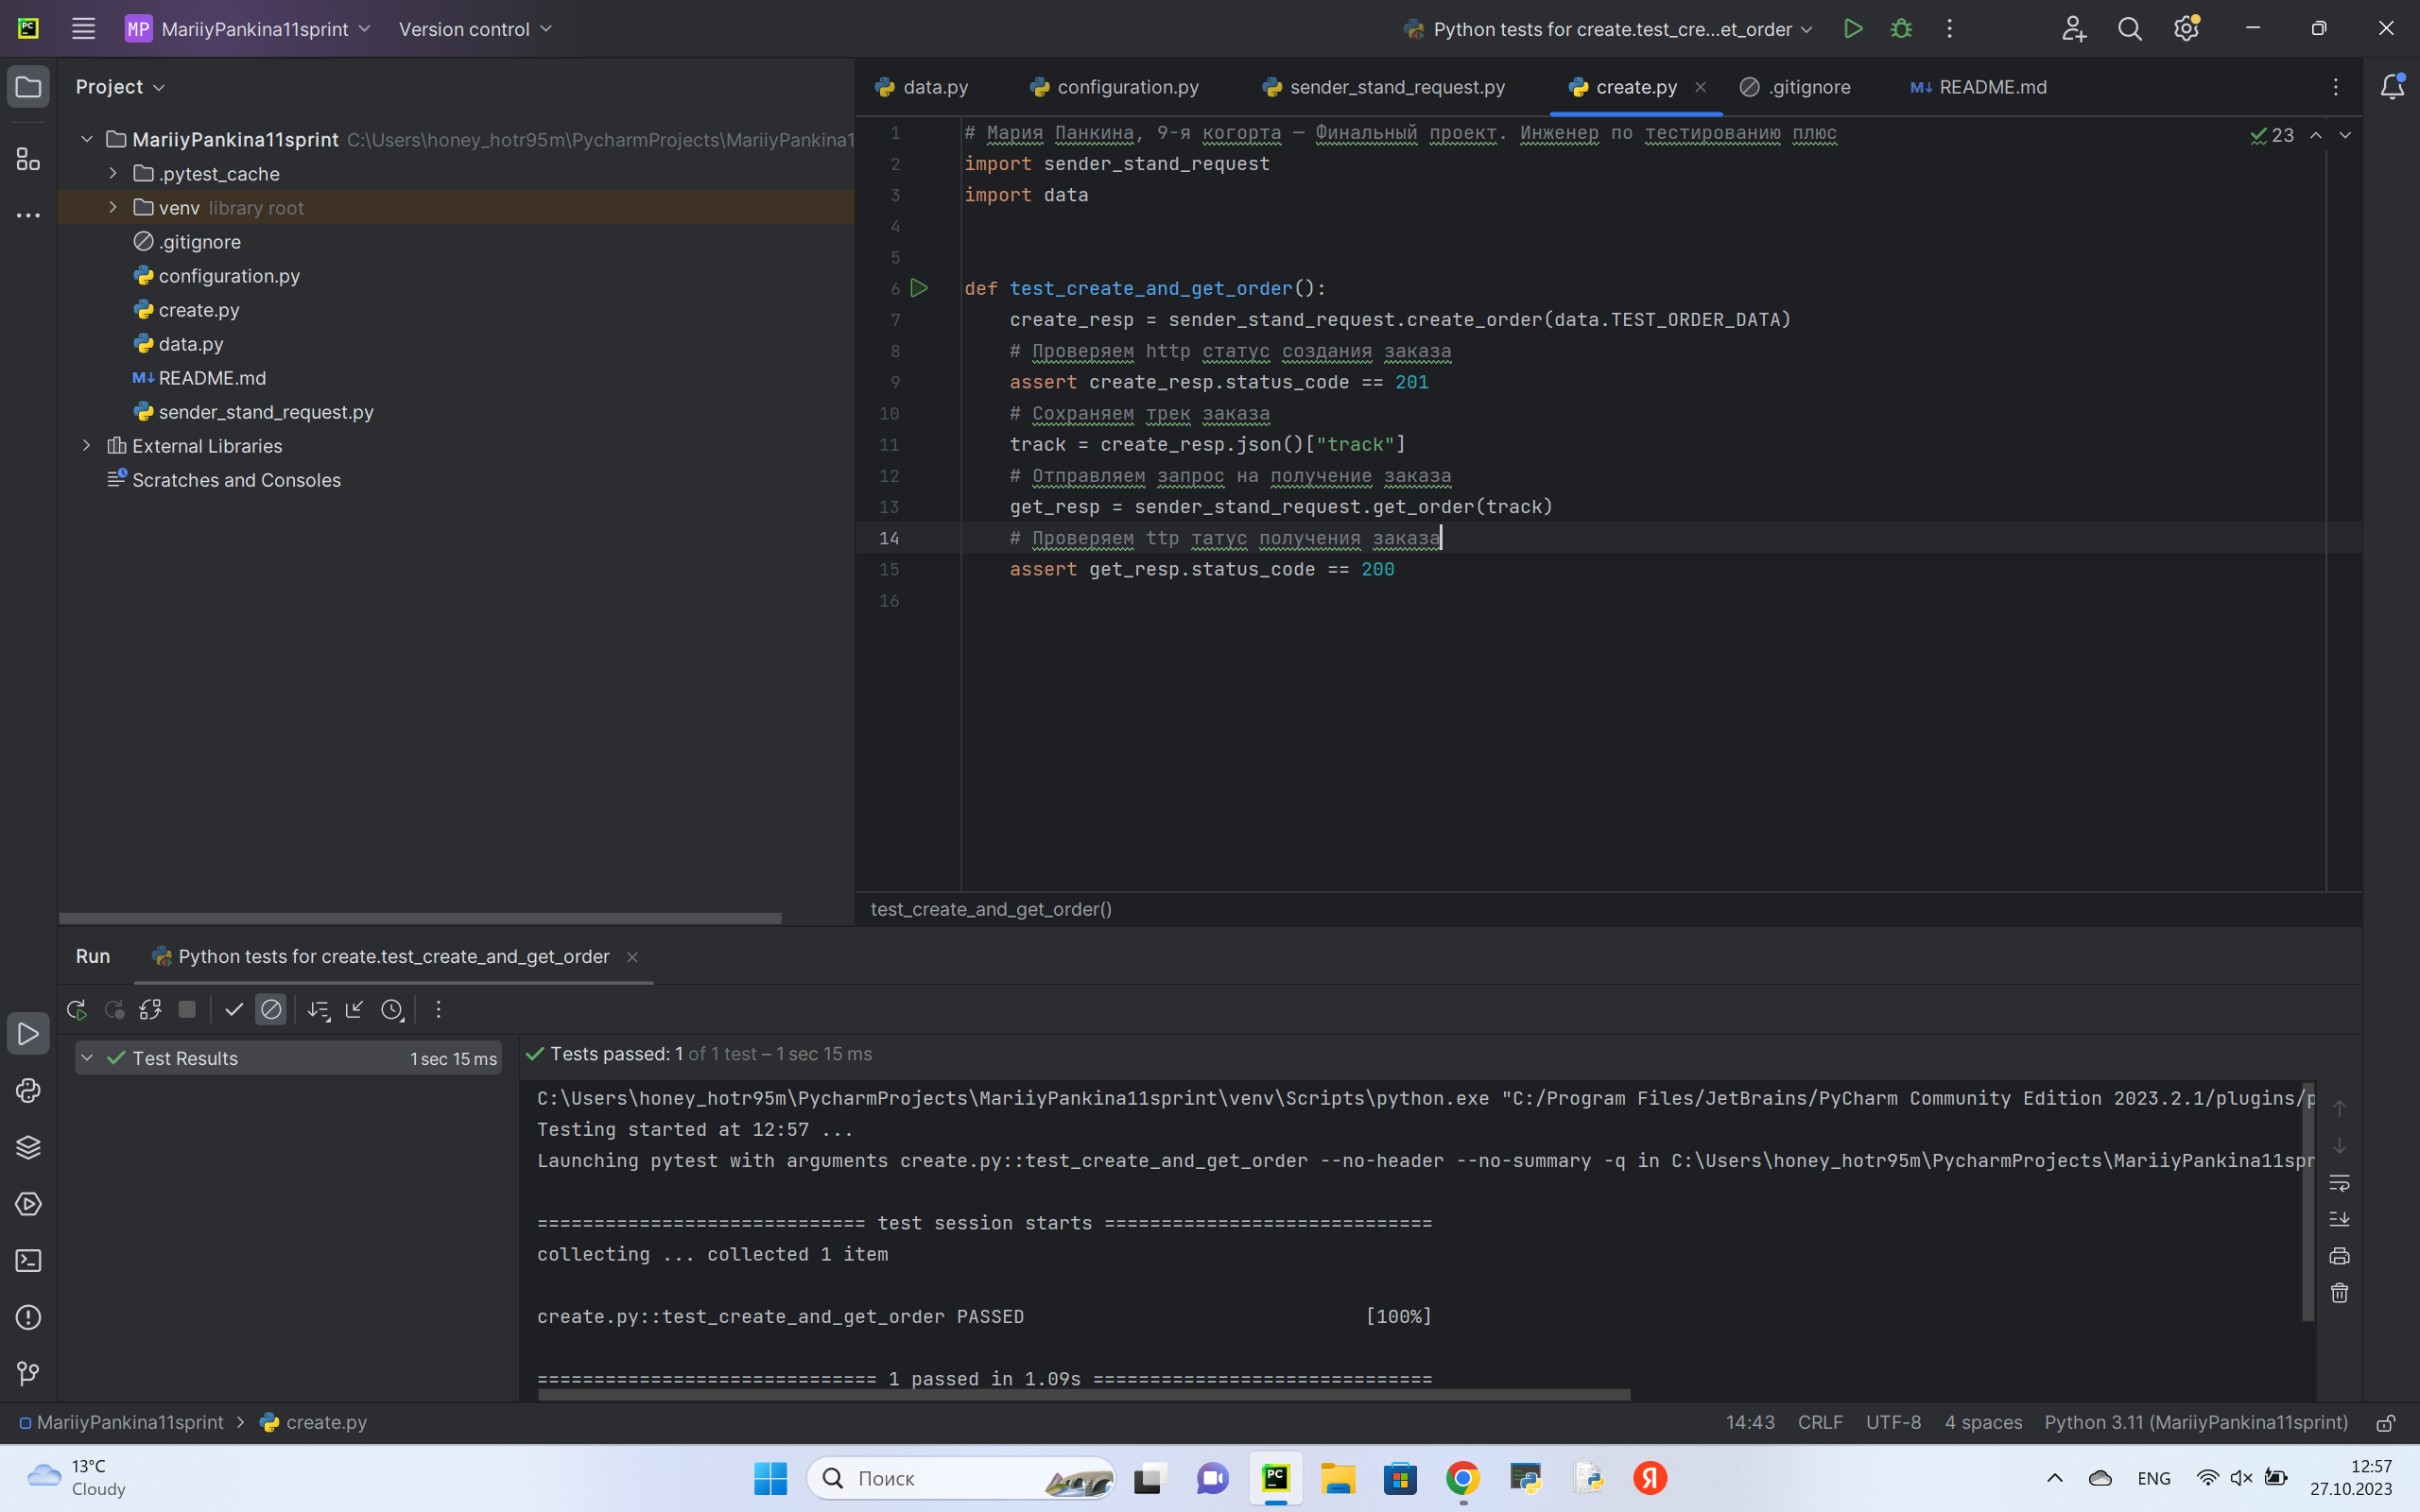 MP MariiyPankina11sprint Version control Python tests for create.test_cre...et_order
Project
MariiyPankina11sprint C:\Users\honey_hotr95m\PycharmProjects\MariiyPankina1
.pytest_cache
venv library root
.gitignore
configuration.py
create.py
data.py
README.md
sender_stand_request.py
External Libraries
Scratches and Consoles
data.py configuration.py sender_stand_request.py create.py .gitignore README.md
23
1 # Мария Панкина, 9-я когорта — Финальный проект. Инженер по тестированию плюс
2 import sender_stand_request
3 import data
4
5
6 def test_create_and_get_order():
7 create_resp = sender_stand_request.create_order(data.TEST_ORDER_DATA)
8 # Проверяем http статус создания заказа
9 assert create_resp.status_code == 201
10 # Сохраняем трек заказа
11 track = create_resp.json()["track"]
12 # Отправляем запрос на получение заказа
13 get_resp = sender_stand_request.get_order(track)
14 # Проверяем ttp татус получения заказа
15 assert get_resp.status_code == 200
16
test_create_and_get_order()
Run Python tests for create.test_create_and_get_order
Test Results 1 sec 15 ms
Tests passed: 1 of 1 test – 1 sec 15 ms
C:\Users\honey_hotr95m\PycharmProjects\MariiyPankina11sprint\venv\Scripts\python.exe "C:/Program Files/JetBrains/PyCharm Community Edition 2023.2.1/plugins/p
Testing started at 12:57 ...
Launching pytest with arguments create.py::test_create_and_get_order --no-header --no-summary -q in C:\Users\honey_hotr95m\PycharmProjects\MariiyPankina11spr
============================= test session starts =============================
collecting ... collected 1 item
create.py::test_create_and_get_order PASSED [100%]
============================== 1 passed in 1.09s ==============================
MariiyPankina11sprint create.py
14:43 CRLF UTF-8 4 spaces Python 3.11 (MariiyPankina11sprint)
13°C
Cloudy
Поиск
ENG
12:57
27.10.2023